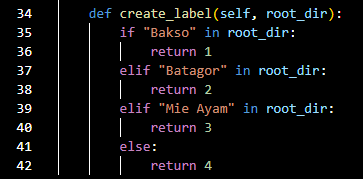 34 def create_label(self, root_dir):
35 if "Bakso" in root_dir:
36 return 1
37 elif "Batagor" in root_dir:
38 return 2
39 elif "Mie Ayam" in root_dir:
40 return 3
41 else:
42 return 4